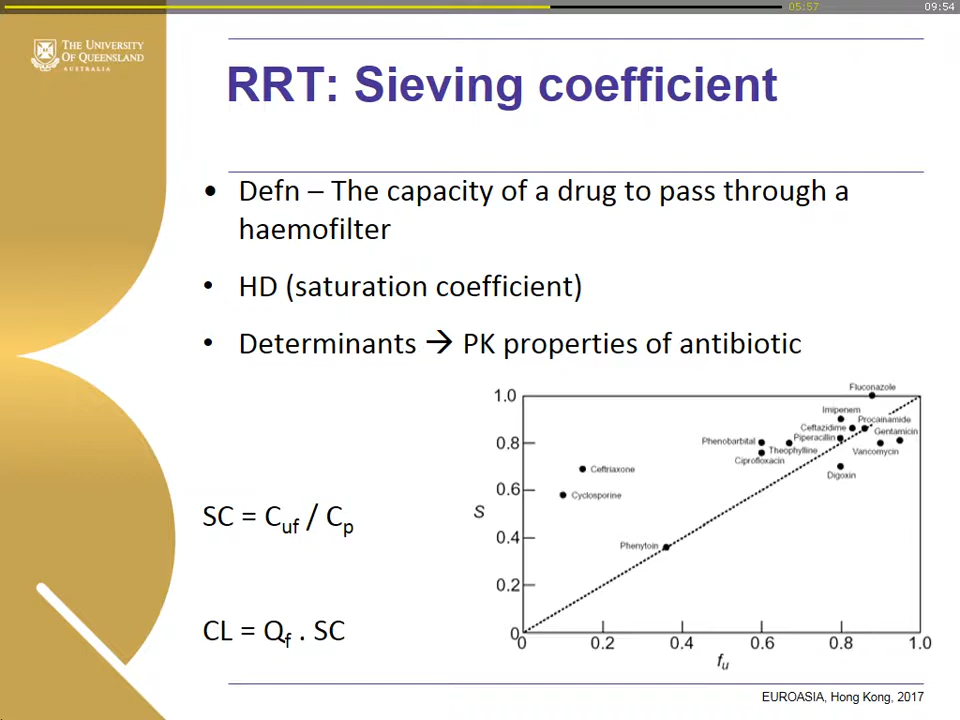 05:57
09:54
THE UNIVERSITY
OF QUEENSLAND
AUSTRALIA
RRT: Sieving coefficient
• Defn – The capacity of a drug to pass through a
haemofilter
• HD (saturation coefficient)
• Determinants → PK properties of antibiotic
SC = Cuf / Cp
CL = Qf . SC
Fluconazole
1.0
Imipenem
Procainamide
Ceftazidime
Gentamicin
Piperacillin
Phenobarbital
0.8
Theophylline
Vancomycin
Ciprofloxacin
Ceftriaxone
Digoxin
0.6
Cyclosporine
S
0.4
Phenytoin
0.2
0
0 0.2 0.4 0.6 0.8 1.0
fu
EUROASIA, Hong Kong, 2017